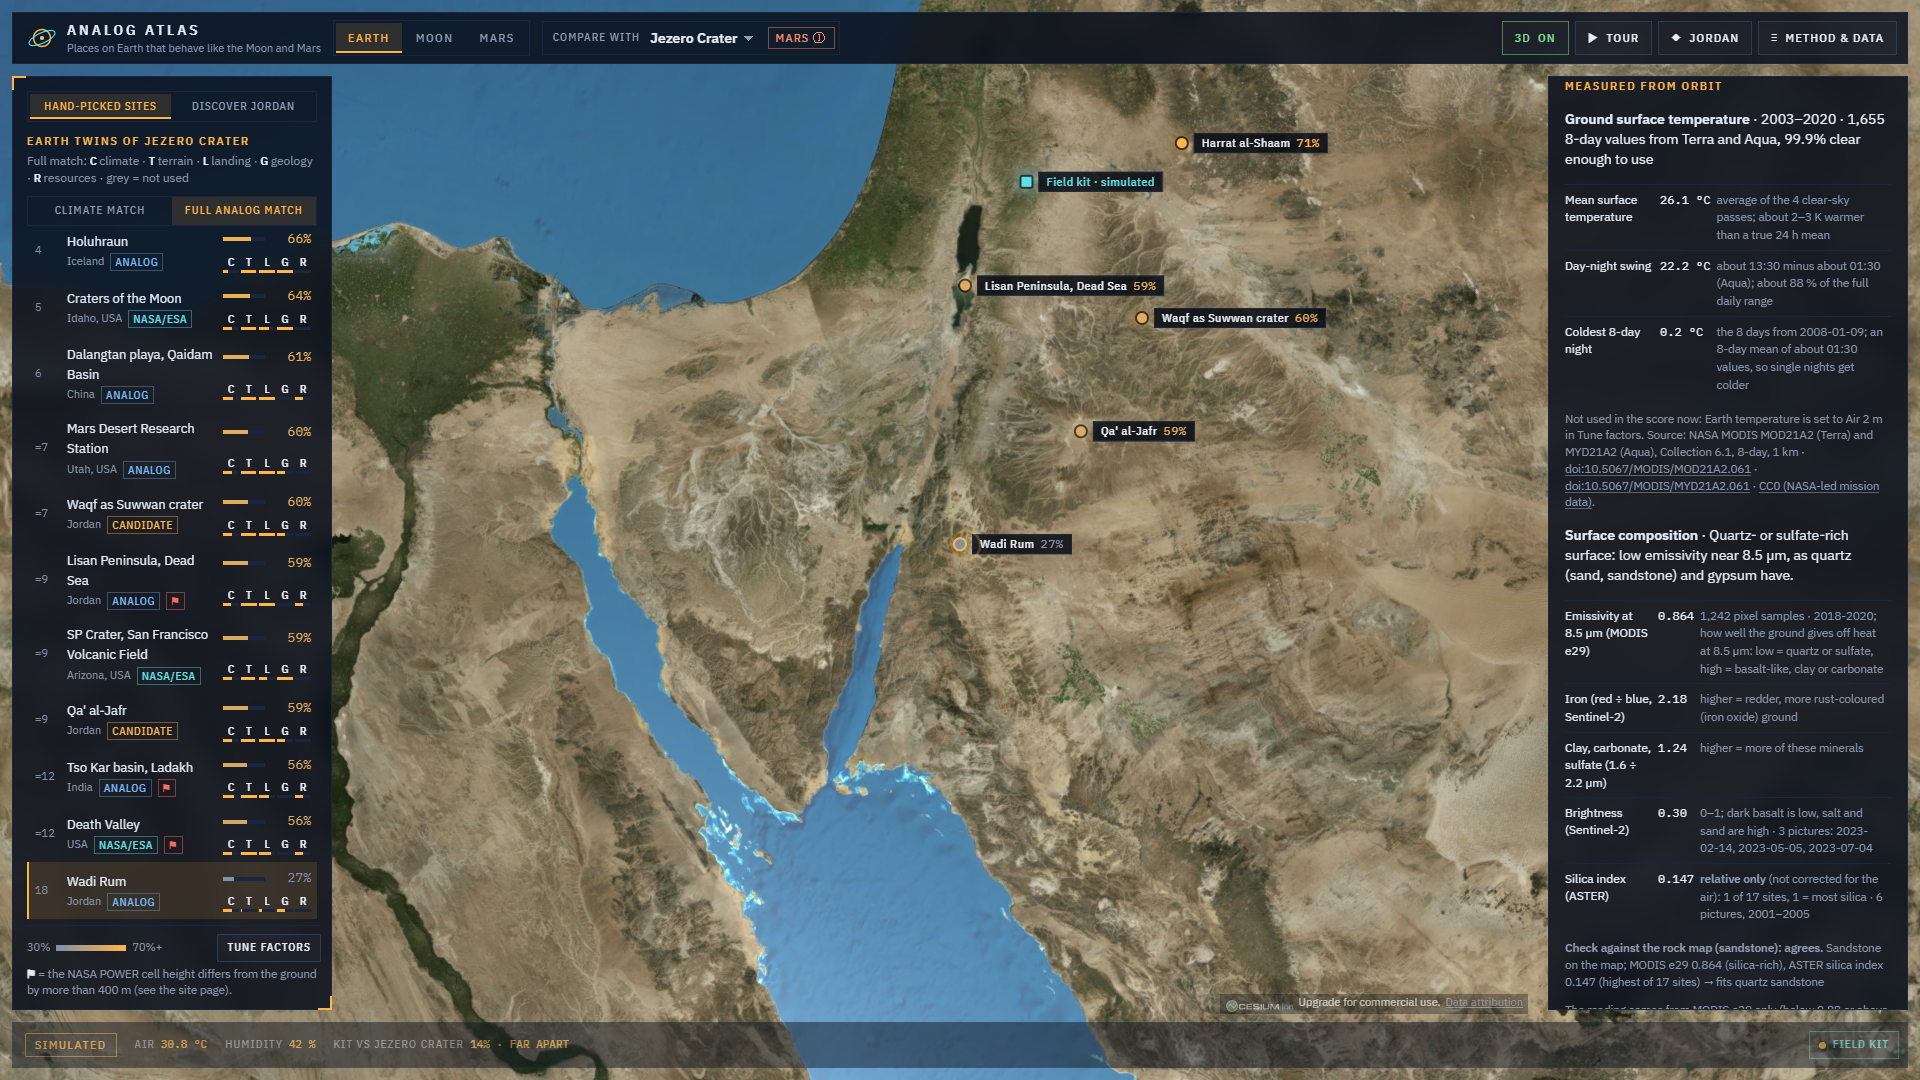 ANALOG ATLAS
Places on Earth that behave like the Moon and Mars
EARTH
MOON
MARS
COMPARE WITH Jezero Crater
MARS ⓘ
3D ON
TOUR
JORDAN
METHOD & DATA
HAND-PICKED SITES
DISCOVER JORDAN
EARTH TWINS OF JEZERO CRATER
Full match: C climate · T terrain · L landing · G geology
· R resources · grey = not used
CLIMATE MATCH
FULL ANALOG MATCH
4 Holuhraun 66%
Iceland ANALOG C T L G R
5 Craters of the Moon 64%
Idaho, USA NASA/ESA C T L G R
6 Dalangtan playa, Qaidam Basin 61%
China ANALOG C T L G R
=7 Mars Desert Research Station 60%
Utah, USA ANALOG C T L G R
=7 Waqf as Suwwan crater 60%
Jordan CANDIDATE C T L G R
=9 Lisan Peninsula, Dead Sea 59%
Jordan ANALOG C T L G R
=9 SP Crater, San Francisco Volcanic Field 59%
Arizona, USA NASA/ESA C T L G R
=9 Qa' al-Jafr 59%
Jordan CANDIDATE C T L G R
=12 Tso Kar basin, Ladakh 56%
India ANALOG C T L G R
=12 Death Valley 56%
USA NASA/ESA C T L G R
18 Wadi Rum 27%
Jordan ANALOG C T L G R
30% 70%+
TUNE FACTORS
= the NASA POWER cell height differs from the ground
by more than 400 m (see the site page).
Harrat al-Shaam 71%
Field kit · simulated
Lisan Peninsula, Dead Sea 59%
Waqf as Suwwan crater 60%
Qa' al-Jafr 59%
Wadi Rum 27%
CESIUM ion Upgrade for commercial use. Data attribution
MEASURED FROM ORBIT
Ground surface temperature · 2003–2020 · 1,655
8-day values from Terra and Aqua, 99.9% clear
enough to use
Mean surface temperature 26.1 °C average of the 4 clear-sky
passes; about 2–3 K warmer
than a true 24 h mean
Day-night swing 22.2 °C about 13:30 minus about 01:30
(Aqua); about 88 % of the full
daily range
Coldest 8-day night 0.2 °C the 8 days from 2008-01-09; an
8-day mean of about 01:30
values, so single nights get
colder
Not used in the score now: Earth temperature is set to Air 2 m
in Tune factors. Source: NASA MODIS MOD21A2 (Terra) and
MYD21A2 (Aqua), Collection 6.1, 8-day, 1 km ·
doi:10.5067/MODIS/MOD21A2.061 ·
doi:10.5067/MODIS/MYD21A2.061 · CC0 (NASA-led mission
data).
Surface composition · Quartz- or sulfate-rich
surface: low emissivity near 8.5 µm, as quartz
(sand, sandstone) and gypsum have.
Emissivity at 8.5 µm (MODIS e29) 0.864 1,242 pixel samples · 2018-2020;
how well the ground gives off heat
at 8.5 µm: low = quartz or sulfate,
high = basalt-like, clay or carbonate
Iron (red ÷ blue, Sentinel-2) 2.18 higher = redder, more rust-coloured
(iron oxide) ground
Clay, carbonate, sulfate (1.6 ÷ 2.2 µm) 1.24 higher = more of these minerals
Brightness (Sentinel-2) 0.30 0–1; dark basalt is low, salt and
sand are high · 3 pictures: 2023-
02-14, 2023-05-05, 2023-07-04
Silica index (ASTER) 0.147 relative only (not corrected for the
air): 1 of 17 sites, 1 = most silica · 6
pictures, 2001–2005
Check against the rock map (sandstone): agrees. Sandstone
on the map; MODIS e29 0.864 (silica-rich), ASTER silica index
0.147 (highest of 17 sites) → fits quartz sandstone
SIMULATED
AIR 30.8 °C
HUMIDITY 42 %
KIT VS JEZERO CRATER 14% · FAR APART
FIELD KIT